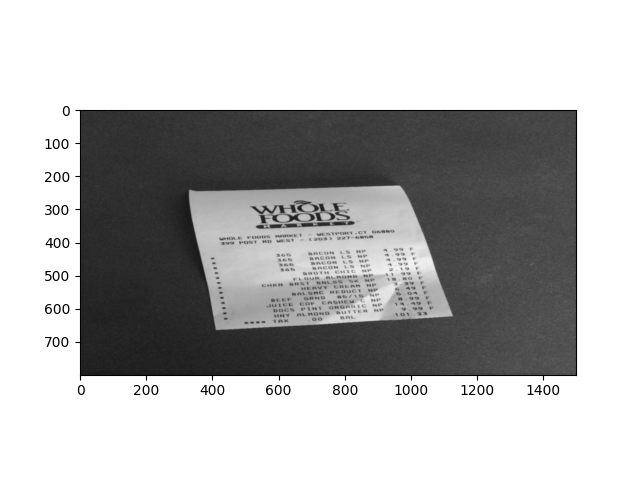 0
100
200
300
400
500
600
700
0 200 400 600 800 1000 1200 1400
WHOLE
FOODS
MARKET
WHOLE FOODS MARKET - WESTPORT,CT 06880
399 POST RD WEST - (203) 227-6858
365 BACON LS NP 4.99 F
365 BACON LS NP 4.99 F
365 BACON LS NP 4.99 F
365 BACON LS NP 4.99 F
BROTH CHIC NP 2.19 F
FLOUR ALMOND NP 11.99 F
CHKN BRST BNLSS SK NP 18.80 F
HEAVY CREAM NP
BALSMC REDUCT NP
BEEF GRND 85/15 NP 5.04 F
JUICE COF CASHEW C NP 8.99 F
DOCS PINT ORGANIC NP 14.49 F
HNY ALMOND BUTTER NP 9.99 F
**** TAX .00 BAL 101.33